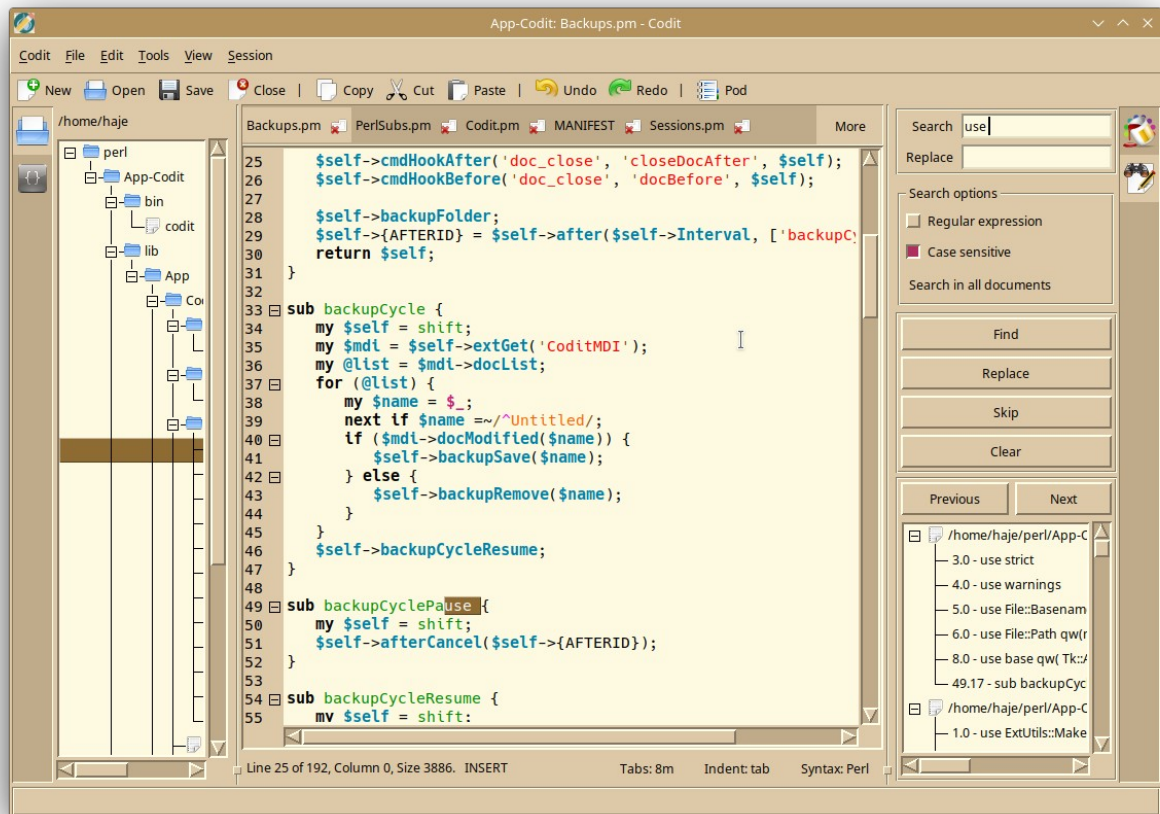 App-Codit: Backups.pm - Codit
Codit File Edit Tools View Session
New Open Save Close | Copy Cut Paste | Undo Redo | Pod
/home/haje
perl
App-Codit
bin
codit
lib
App
Backups.pm PerlSubs.pm Codit.pm MANIFEST Sessions.pm More
25 $self->cmdHookAfter('doc_close', 'closeDocAfter', $self);
26 $self->cmdHookBefore('doc_close', 'docBefore', $self);
27
28 $self->backupFolder;
29 $self->{AFTERID} = $self->after($self->Interval, ['backupCy
30 return $self;
31 }
32
33 sub backupCycle {
34 my $self = shift;
35 my $mdi = $self->extGet('CoditMDI');
36 my @list = $mdi->docList;
37 for (@list) {
38 my $name = $_;
39 next if $name =~/^Untitled/;
40 if ($mdi->docModified($name)) {
41 $self->backupSave($name);
42 } else {
43 $self->backupRemove($name);
44 }
45 }
46 $self->backupCycleResume;
47 }
48
49 sub backupCyclePause {
50 my $self = shift;
51 $self->afterCancel($self->{AFTERID});
52 }
53
54 sub backupCycleResume {
55 my $self = shift;
Line 25 of 192, Column 0, Size 3886. INSERT Tabs: 8m Indent: tab Syntax: Perl
Search use
Replace
Search options
Regular expression
Case sensitive
Search in all documents
Find
Replace
Skip
Clear
Previous Next
/home/haje/perl/App-C
3.0 - use strict
4.0 - use warnings
5.0 - use File::Basenam
6.0 - use File::Path qw(r
8.0 - use base qw( Tk::A
49.17 - sub backupCyc
/home/haje/perl/App-C
1.0 - use ExtUtils::Make